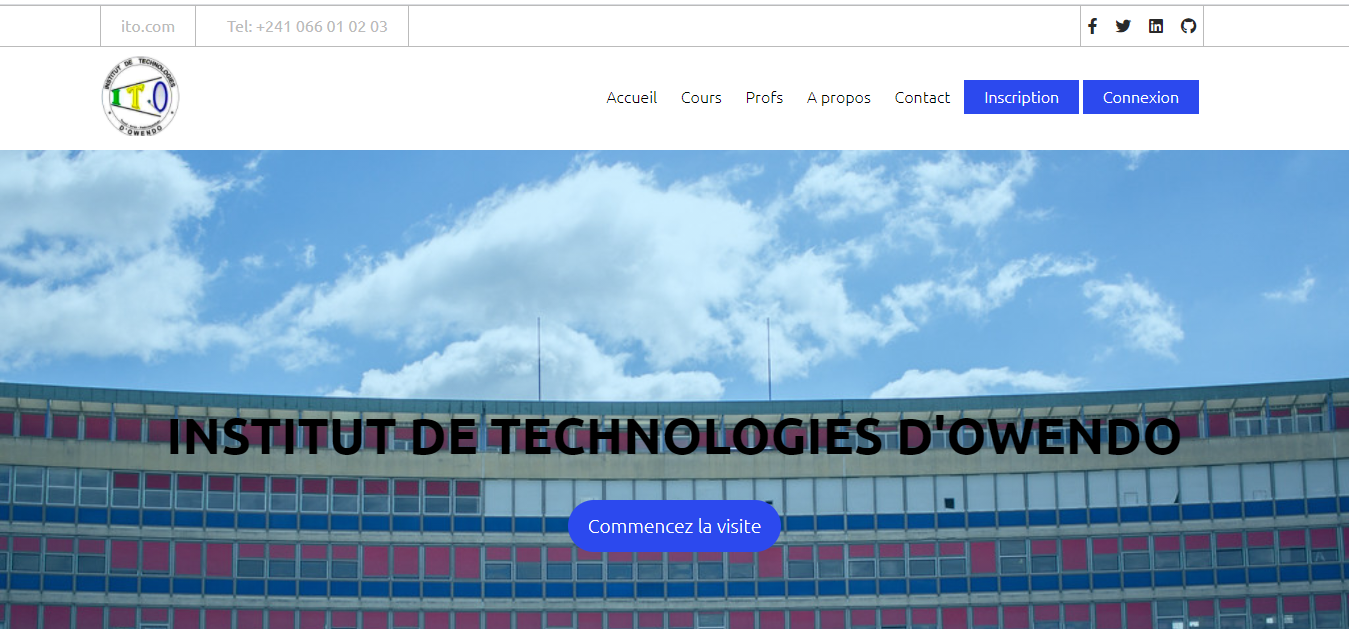 ito.com
Tel: +241 066 01 02 03
INSTITUT DE TECHNOLOGIES
IT.O
D'OWENDO
Accueil
Cours
Profs
A propos
Contact
Inscription
Connexion
INSTITUT DE TECHNOLOGIES D'OWENDO
Commencez la visite